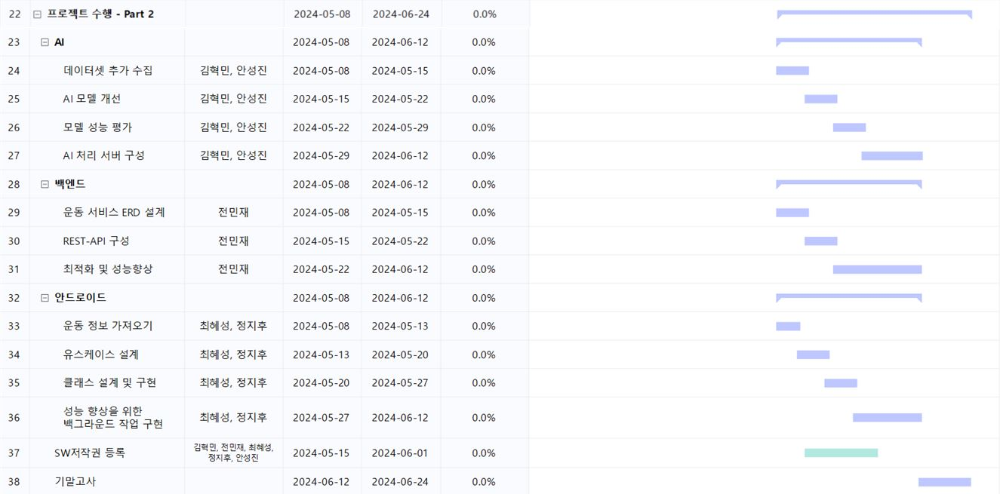 22 프로젝트 수행 - Part 2 2024-05-08 2024-06-24 0.0%
23 AI 2024-05-08 2024-06-12 0.0%
24 데이터셋 추가 수집 김혁민, 안성진 2024-05-08 2024-05-15 0.0%
25 AI 모델 개선 김혁민, 안성진 2024-05-15 2024-05-22 0.0%
26 모델 성능 평가 김혁민, 안성진 2024-05-22 2024-05-29 0.0%
27 AI 처리 서버 구성 김혁민, 안성진 2024-05-29 2024-06-12 0.0%
28 백엔드 2024-05-08 2024-06-12 0.0%
29 운동 서비스 ERD 설계 전민재 2024-05-08 2024-05-15 0.0%
30 REST-API 구성 전민재 2024-05-15 2024-05-22 0.0%
31 최적화 및 성능향상 전민재 2024-05-22 2024-06-12 0.0%
32 안드로이드 2024-05-08 2024-06-12 0.0%
33 운동 정보 가져오기 최혜성, 정지후 2024-05-08 2024-05-13 0.0%
34 유스케이스 설계 최혜성, 정지후 2024-05-13 2024-05-20 0.0%
35 클래스 설계 및 구현 최혜성, 정지후 2024-05-20 2024-05-27 0.0%
36 성능 향상을 위한
백그라운드 작업 구현 최혜성, 정지후 2024-05-27 2024-06-12 0.0%
37 SW저작권 등록 김혁민, 전민재, 최혜성,
정지후, 안성진 2024-05-15 2024-06-01 0.0%
38 기말고사 2024-06-12 2024-06-24 0.0%